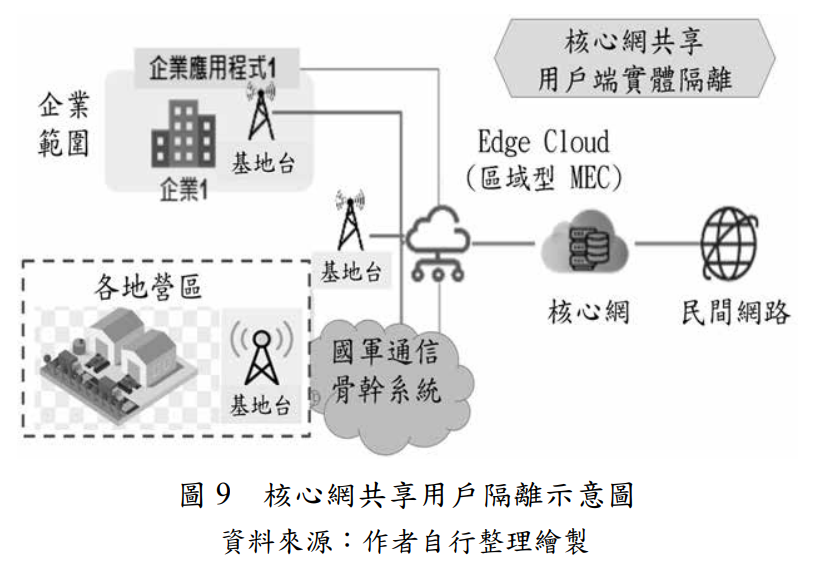 核心網共享
用戶端實體隔離
企業應用程式1
企業
範圍
基地台
企業1
Edge Cloud
(區域型 MEC)
基地台
核心網
民間網路
各地營區
基地台
國軍通信
骨幹系統
圖 9 核心網共享用戶隔離示意圖
資料來源：作者自行整理繪製